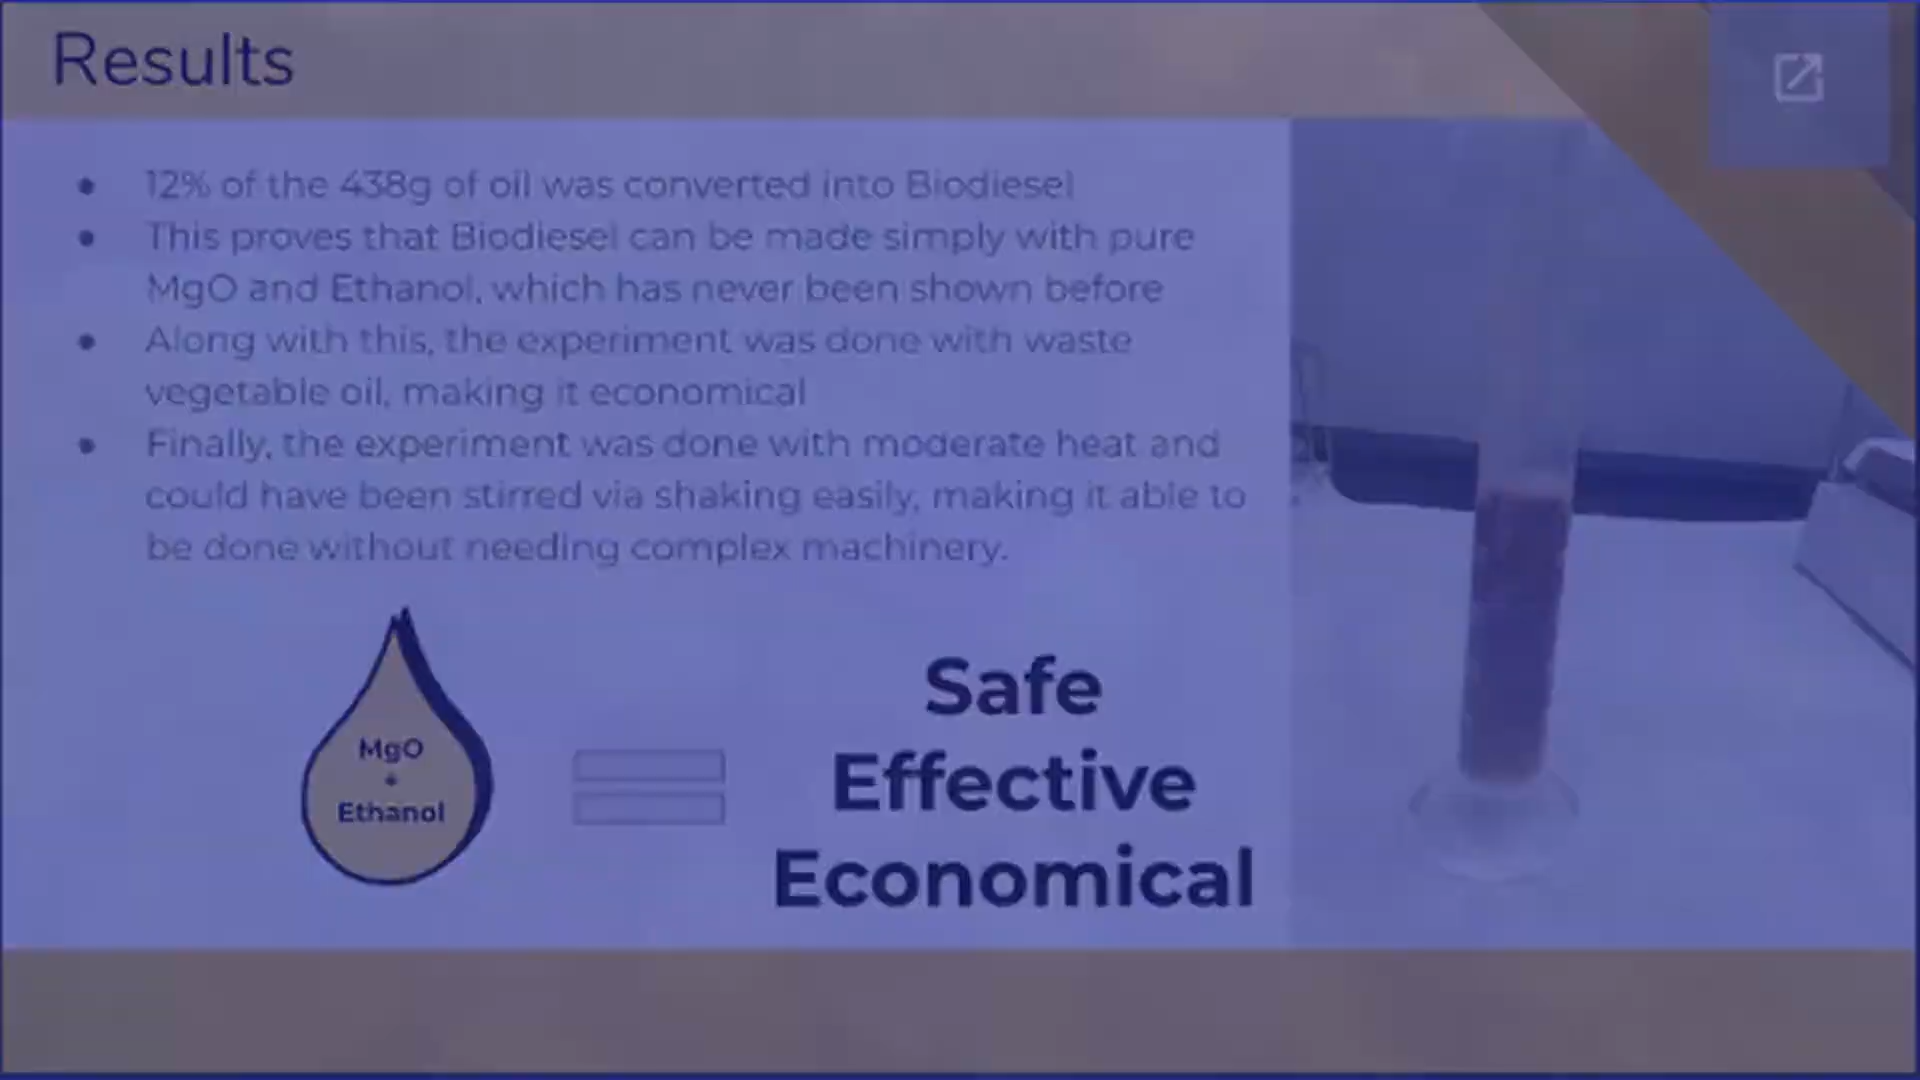 Results
12% of the 438g of oil was converted into Biodiesel
This proves that Biodiesel can be made simply with pure
MgO and Ethanol, which has never been shown before
Along with this, the experiment was done with waste
vegetable oil, making it economical
Finally, the experiment was done with moderate heat and
could have been stirred via shaking easily, making it able to
be done without needing complex machinery.
MgO
+
Ethanol
Safe
Effective
Economical